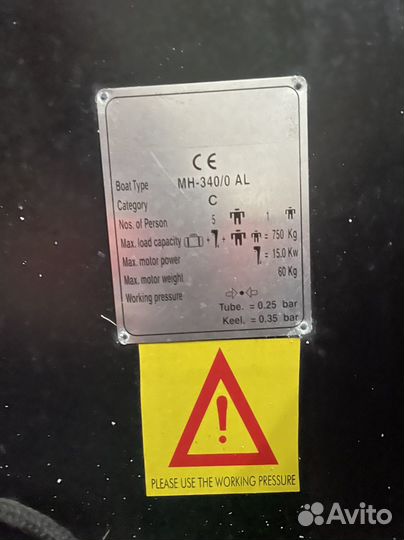 CE
Boat Type MH-340/0 AL
Category C
Nos. of Person 5 1
Max. load capacity + + = 750 Kg
Max. motor power = 15.0 Kw
Max. motor weight 60 Kg
Working pressure
Tube. = 0.25 bar
Keel. = 0.35 bar
!
PLEASE USE THE WORKING PRESSURE
Avito